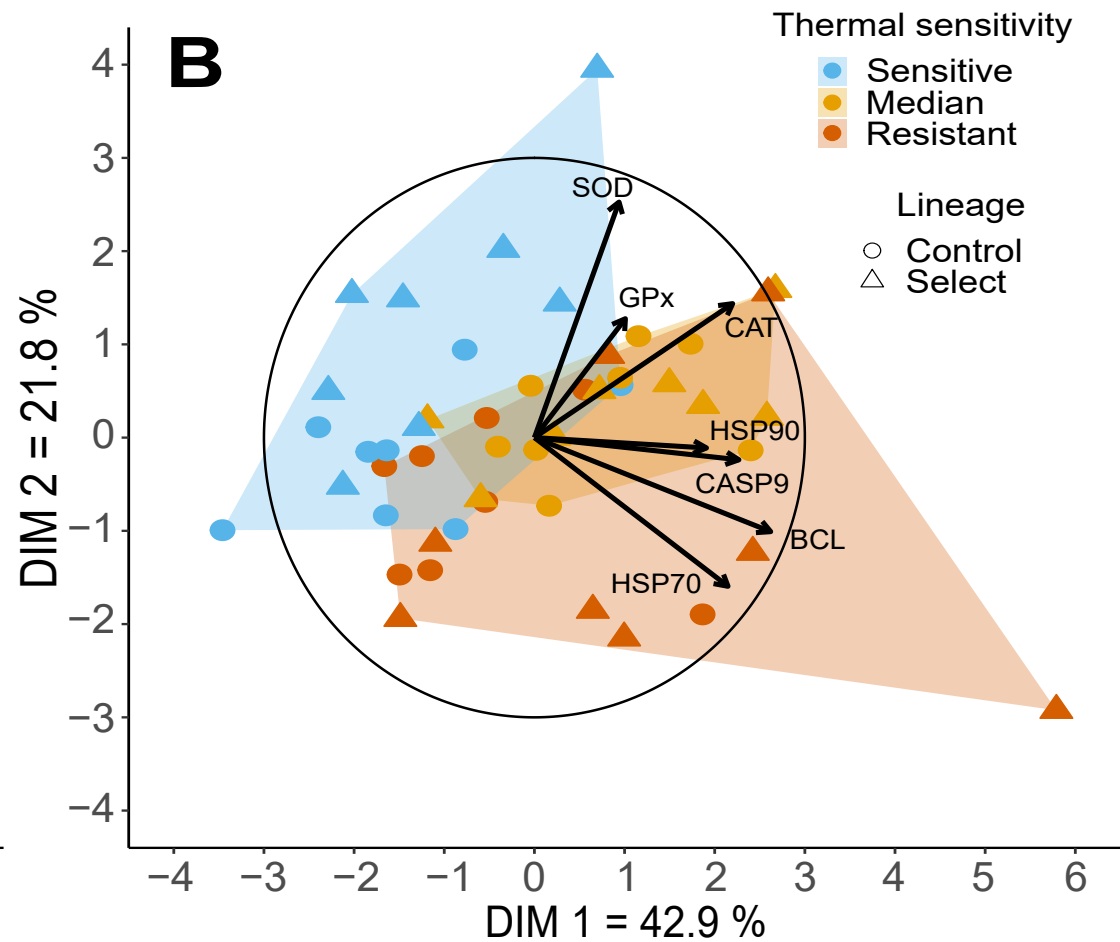 B
Thermal sensitivity
Sensitive
Median
Resistant
Lineage
Control
Select
SOD
GPx
CAT
HSP90
CASP9
BCL
HSP70
4
3
2
1
0
−1
−2
−3
−4
DIM 2 = 21.8 %
−4 −3 −2 −1 0 1 2 3 4 5 6
DIM 1 = 42.9 %